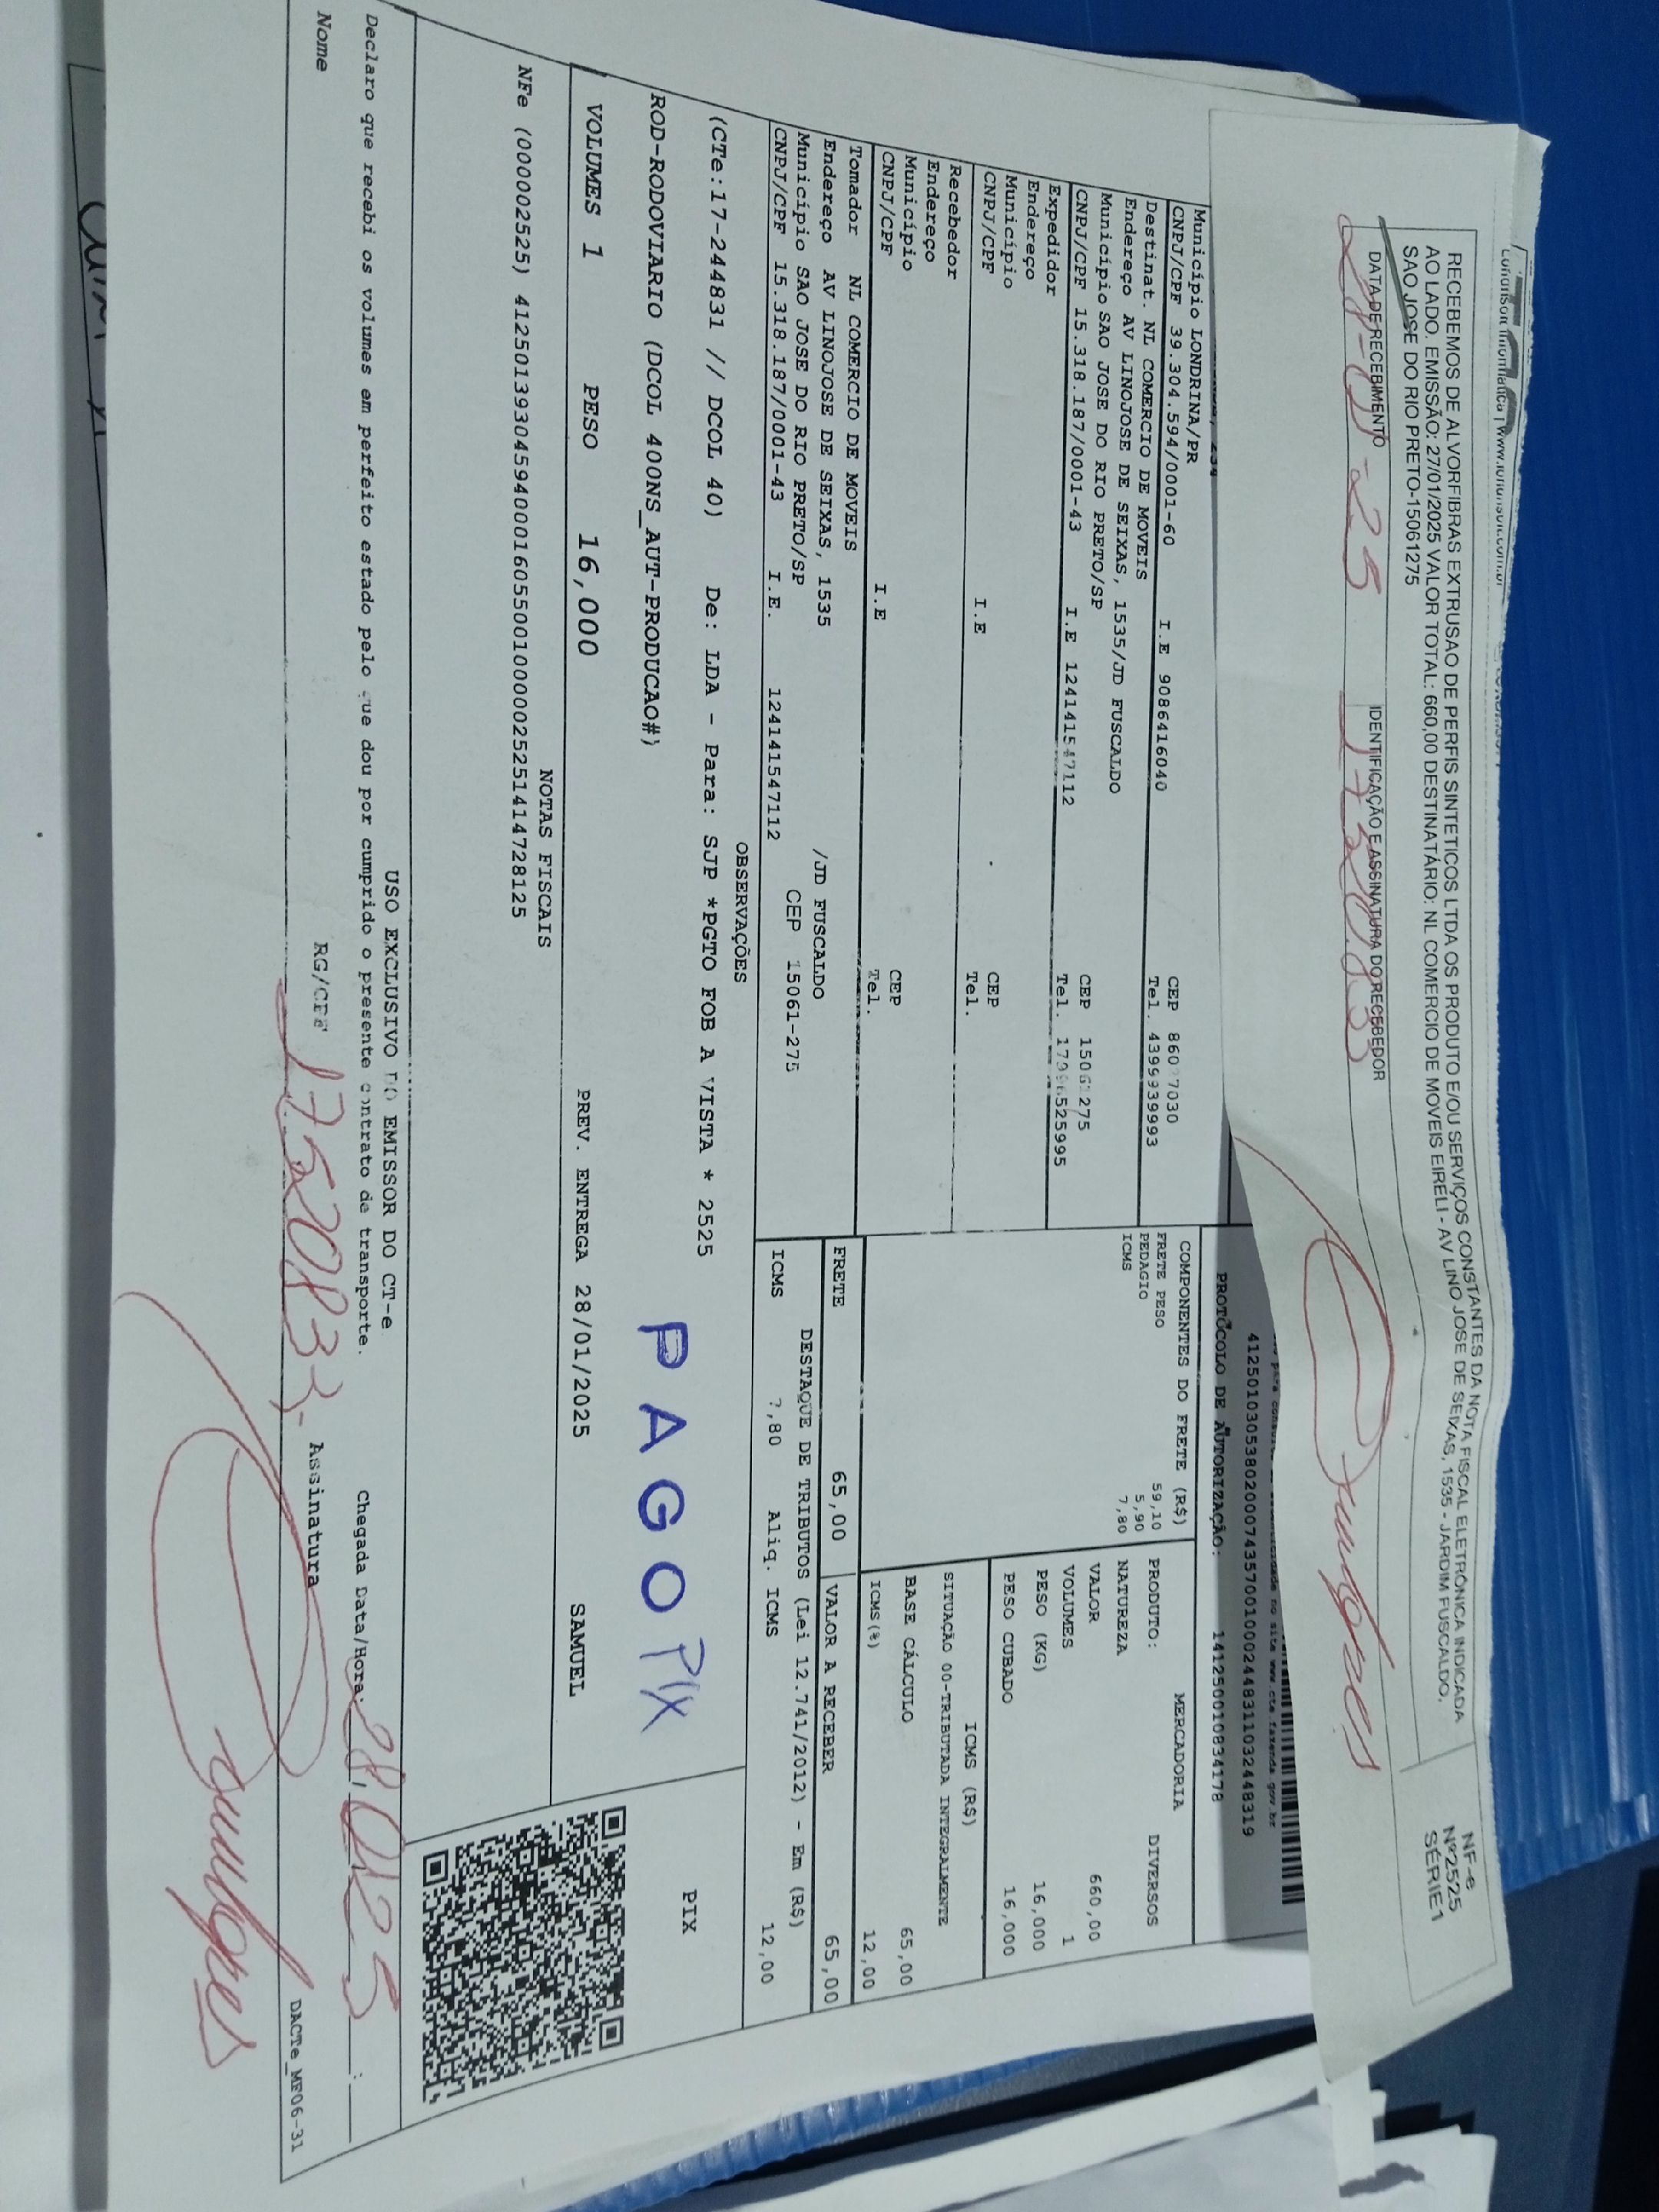 RECEBEMOS DE ALVORFIBRAS EXTRUSAO DE PERFIS SINTETICOS LTDA OS PRODUTO E/OU SERVIÇOS CONSTANTES DA NOTA FISCAL ELETRÔNICA INDICADA
AO LADO. EMISSÃO: 27/01/2025 VALOR TOTAL: 660,00 DESTINATÁRIO: NL COMERCIO DE MOVEIS EIRELI - AV LINO JOSE DE SEIXAS, 1535 - JARDIM FUSCALDO,
SAO JOSE DO RIO PRETO-15061275
NF-e
Nº2525
SÉRIE1
DATA DE RECEBIMENTO
IDENTIFICAÇÃO E ASSINATURA DO RECEBEDOR
41250103053802000743570010002448311032448319
PROTOCOLO DE AUTORIZAÇÃO: 141250010834178
Município LONDRINA/PR
CNPJ/CPF 39.304.594/0001-60 I.E 9086416040
Destinat. NL COMERCIO DE MOVEIS Tel. 43999939993
Endereço AV LINOJOSE DE SEIXAS, 1535/JD FUSCALDO
Município SAO JOSE DO RIO PRETO/SP CEP
CNPJ/CPF 15.318.187/0001-43 I.E 124141547112 Tel.
Expedidor
Endereço
Município CEP
CNPJ/CPF I.E Tel.
Recebedor
Endereço
Município CEP
CNPJ/CPF I.E Tel.
Tomador NL COMERCIO DE MOVEIS
Endereço AV LINOJOSE DE SEIXAS, 1535 /JD FUSCALDO
Município SAO JOSE DO RIO PRETO/SP CEP 15061-275
CNPJ/CPF 15.318.187/0001-43 I.E. 124141547112
COMPONENTES DO FRETE (R$)
FRETE PESO 59,10
PEDAGIO 5,90
ICMS 7,80
MERCADORIA
PRODUTO: DIVERSOS
NATUREZA
VALOR 660,00
VOLUMES 1
PESO (KG) 16,000
PESO CUBADO 16,000
ICMS (R$)
SITUAÇÃO 00-TRIBUTADA INTEGRALMENTE
BASE CÁLCULO 65,00
ICMS(%) 12,00
FRETE 65,00 VALOR A RECEBER 65,00
DESTAQUE DE TRIBUTOS (Lei 12.741/2012) - Em (R$)
ICMS 7,80 Aliq. ICMS 12,00
OBSERVAÇÕES
(CTe:17-244831 // DCOL 40) De: LDA - Para: SJP *PGTO FOB A VISTA * 2525
ROD-RODOVIARIO (DCOL 400NS_AUT-PRODUCAO#)
PAGO PIX
PIX
VOLUMES 1 PESO 16,000 PREV. ENTREGA 28/01/2025 SAMUEL
NOTAS FISCAIS
NFe (000002525) 41250139304594000160550010000025251414728125
USO EXCLUSIVO DO EMISSOR DO CT-e
Declaro que recebi os volumes em perfeito estado pelo que dou por cumprido o presente contrato de transporte. Chegada Data/Hora: 28, 01 25 :
Nome RG/CPF 17520833- Assinatura
DACTe_MF06-31